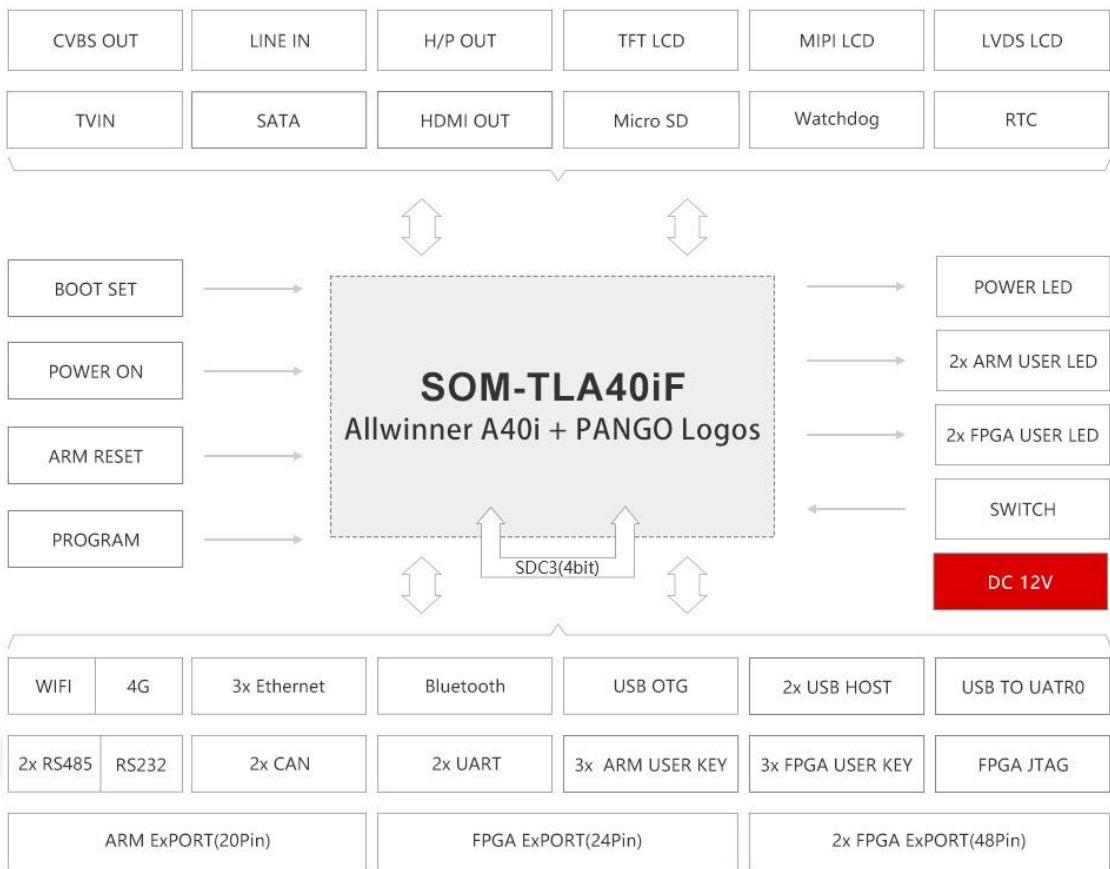 CVBS OUT
LINE IN
H/P OUT
TFT LCD
MIPI LCD
LVDS LCD
TVIN
SATA
HDMI OUT
Micro SD
Watchdog
RTC
BOOT SET
POWER ON
ARM RESET
PROGRAM
SOM-TLA40iF
Allwinner A40i + PANGO Logos
SDC3(4bit)
POWER LED
2x ARM USER LED
2x FPGA USER LED
SWITCH
DC 12V
WIFI
4G
3x Ethernet
Bluetooth
USB OTG
2x USB HOST
USB TO UATR0
2x RS485
RS232
2x CAN
2x UART
3x ARM USER KEY
3x FPGA USER KEY
FPGA JTAG
ARM ExPORT(20Pin)
FPGA ExPORT(24Pin)
2x FPGA ExPORT(48Pin)